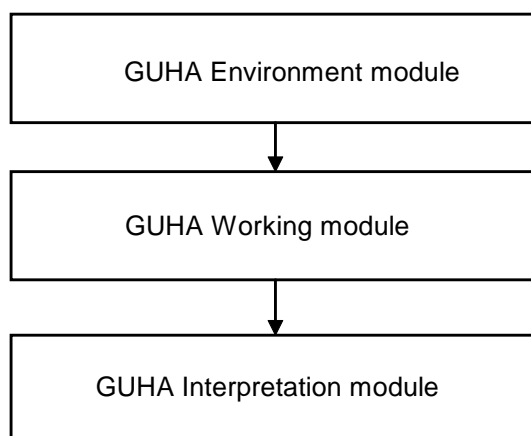 GUHA Environment module
GUHA Working module
GUHA Interpretation module